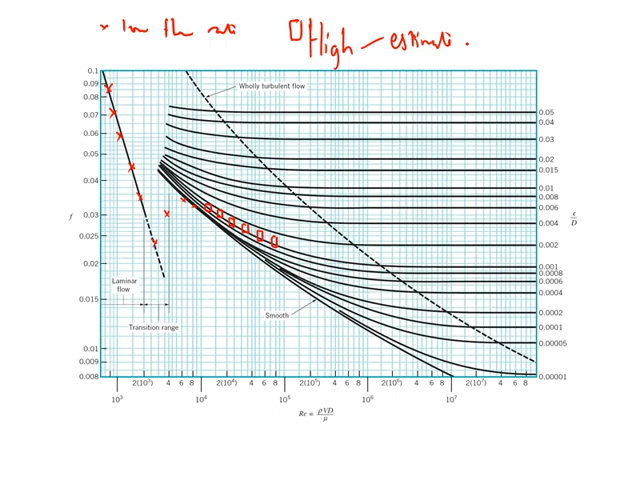 × low flow rate □ High - estimate.
0.1
0.09
0.08
0.07
0.06
0.05
0.04
0.03
0.025
0.02
0.015
0.01
0.009
0.008
f
Wholly turbulent flow
Laminar
flow
Transition range
Smooth
0.05
0.04
0.03
0.02
0.015
0.01
0.008
0.006
0.004
0.002
0.001
0.0008
0.0006
0.0004
0.0002
0.0001
0.00005
0.00001
ϵ
D
2(10³) 4 6 8 2(10⁴) 4 6 8 2(10⁵) 4 6 8 2(10⁶) 4 6 8 2(10⁷) 4 6 8
10³ 10⁴ 10⁵ 10⁶ 10⁷
Re = ρVD
μ